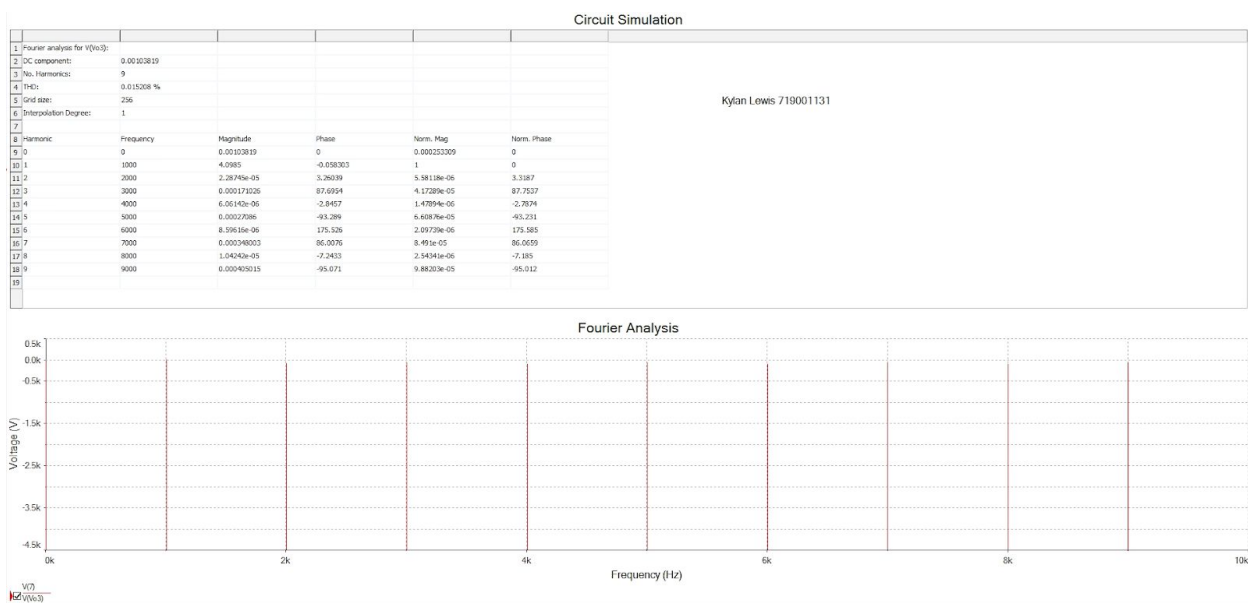 Circuit Simulation
1 Fourier analysis for V(Vo3):
2 DC component: 0.00103819
3 No. Harmonics: 9
4 THD: 0.015208 %
5 Grid size: 256
6 Interpolation Degree: 1
7
8 Harmonic Frequency Magnitude Phase Norm. Mag Norm. Phase
9 0 0 0.00103819 0 0.000253309 0
10 1 1000 4.0985 -0.058303 1 0
11 2 2000 2.28745e-05 3.26039 5.58118e-06 3.3187
12 3 3000 0.000171026 87.6954 4.17289e-05 87.7537
13 4 4000 6.06142e-06 -2.8457 1.47894e-06 -2.7874
14 5 5000 0.00027086 -93.289 6.60876e-05 -93.231
15 6 6000 8.59616e-06 175.526 2.09739e-06 175.585
16 7 7000 0.000348003 86.0076 8.491e-05 86.0659
17 8 8000 1.04242e-05 -7.2433 2.54341e-06 -7.185
18 9 9000 0.000405015 -95.071 9.88203e-05 -95.012
19
Kylan Lewis 719001131
Fourier Analysis
0.5k
0.0k
-0.5k
-1.5k
-2.5k
-3.5k
-4.5k
Voltage (V)
0k 2k 4k 6k 8k 10k
Frequency (Hz)
V(7)
V(Vo3)